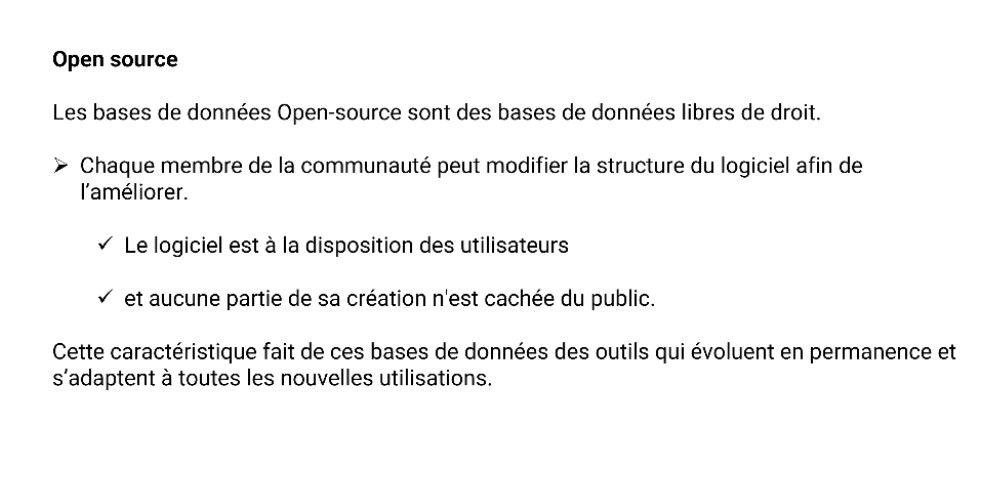 Open source
Les bases de données Open-source sont des bases de données libres de droit.
➢ Chaque membre de la communauté peut modifier la structure du logiciel afin de
l’améliorer.
✓ Le logiciel est à la disposition des utilisateurs
✓ et aucune partie de sa création n'est cachée du public.
Cette caractéristique fait de ces bases de données des outils qui évoluent en permanence et
s’adaptent à toutes les nouvelles utilisations.